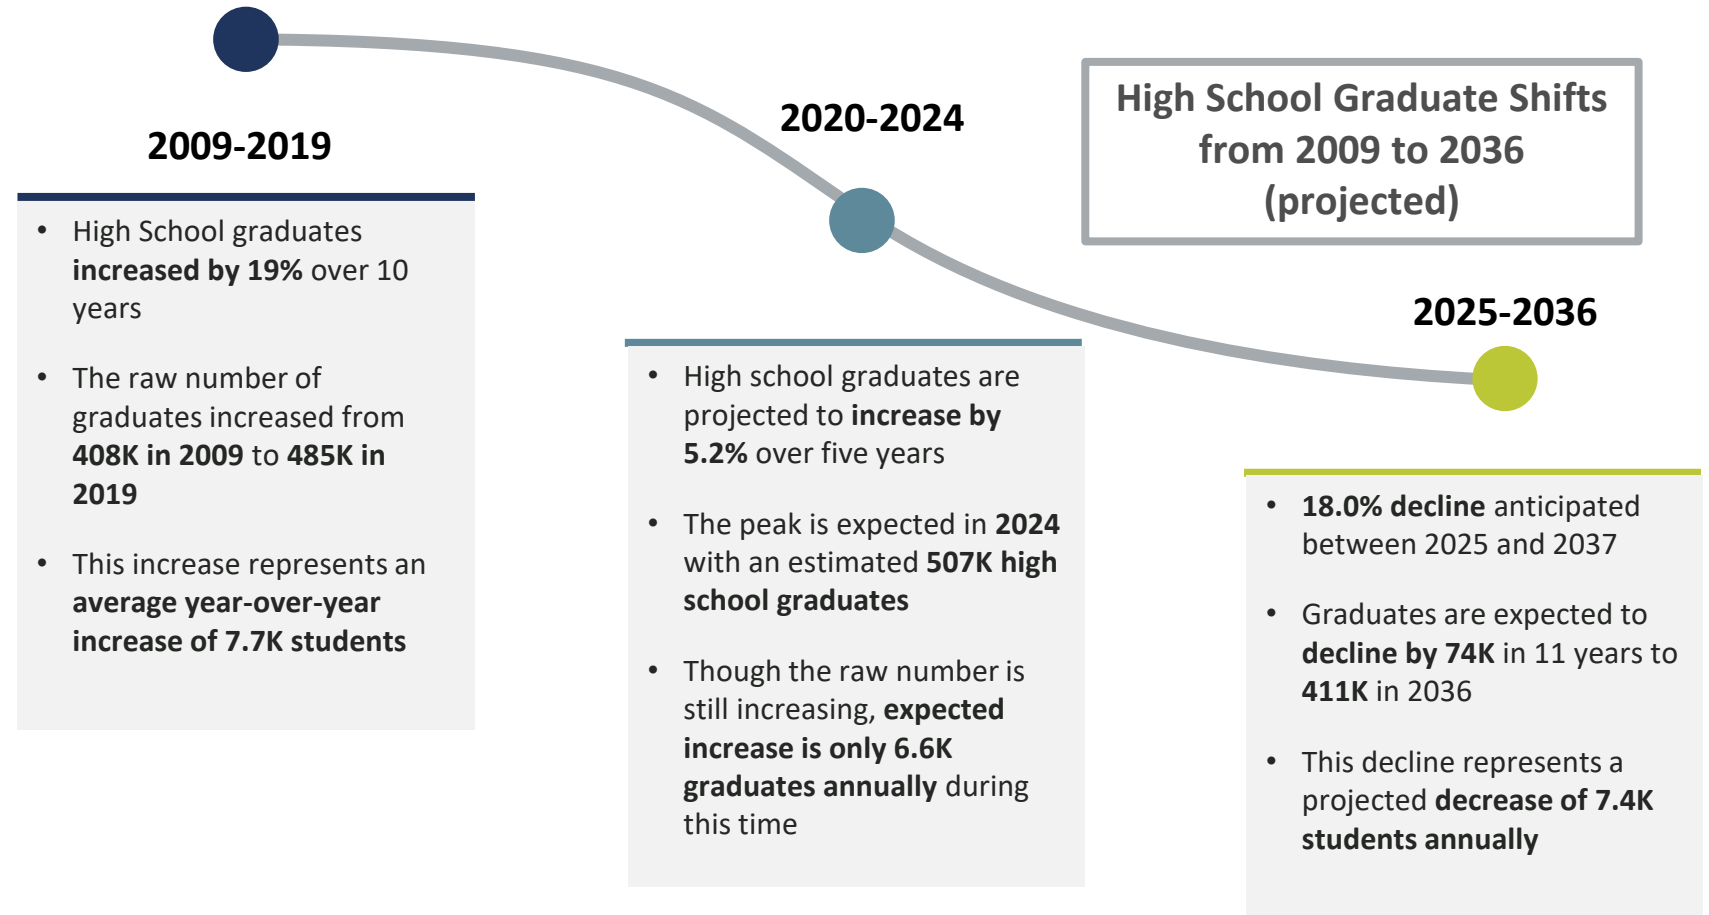 High School Graduate Shifts
from 2009 to 2036
(projected)
2009-2019
• High School graduates
increased by 19% over 10
years
• The raw number of
graduates increased from
408K in 2009 to 485K in
2019
• This increase represents an
average year-over-year
increase of 7.7K students
2020-2024
• High school graduates are
projected to increase by
5.2% over five years
• The peak is expected in 2024
with an estimated 507K high
school graduates
• Though the raw number is
still increasing, expected
increase is only 6.6K
graduates annually during
this time
2025-2036
• 18.0% decline anticipated
between 2025 and 2037
• Graduates are expected to
decline by 74K in 11 years to
411K in 2036
• This decline represents a
projected decrease of 7.4K
students annually